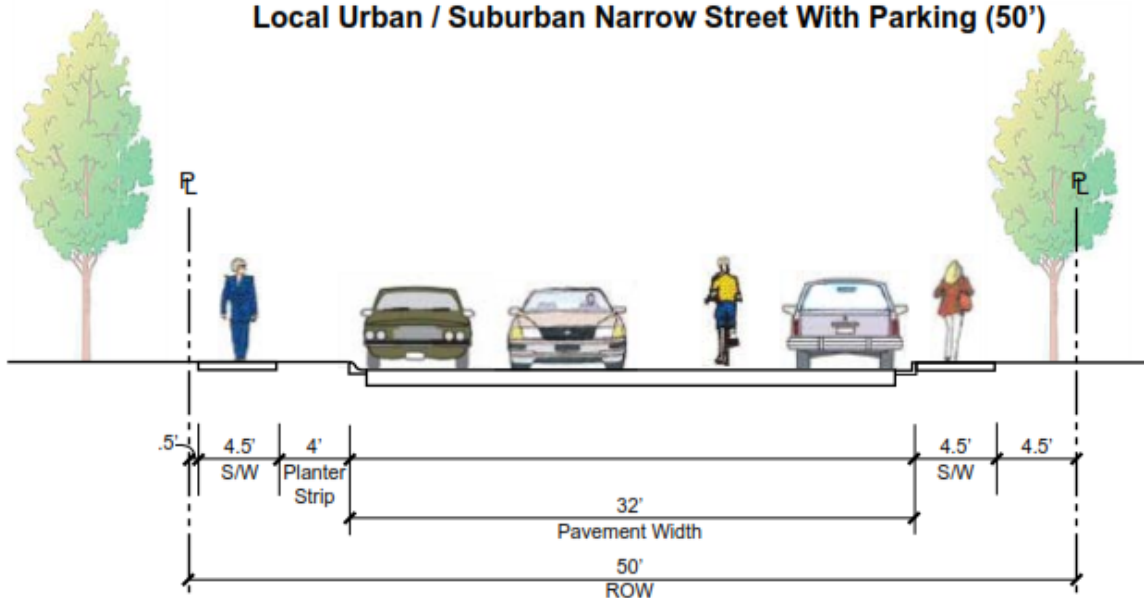 Local Urban / Suburban Narrow Street With Parking (50’)
PL
PL
.5’
4.5’
S/W
4’
Planter
Strip
4.5’
S/W
4.5’
32’
Pavement Width
50’
ROW